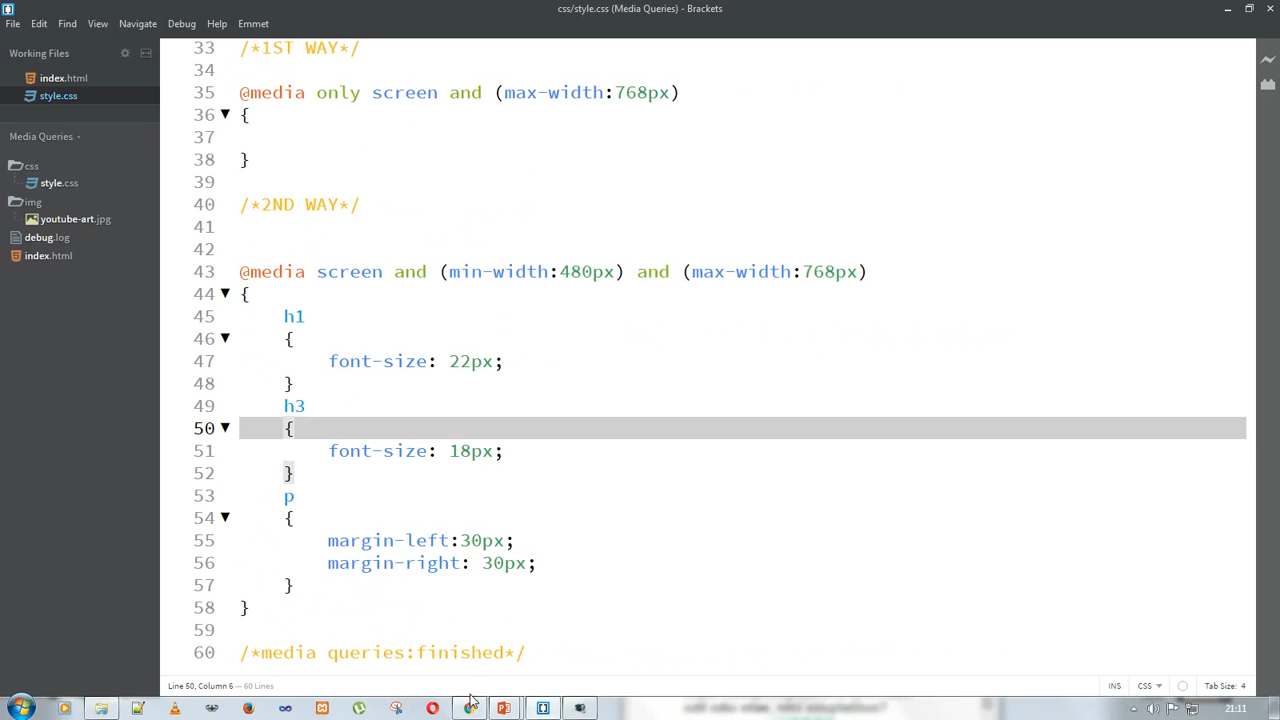 css/style.css (Media Queries) - Brackets
File Edit Find View Navigate Debug Help Emmet
Working Files
index.html
style.css
Media Queries
css
style.css
img
youtube-art.jpg
debug.log
index.html
33 /*1ST WAY*/
34
35 @media only screen and (max-width:768px)
36 {
37
38 }
39
40 /*2ND WAY*/
41
42
43 @media screen and (min-width:480px) and (max-width:768px)
44 {
45 h1
46 {
47 font-size: 22px;
48 }
49 h3
50 {
51 font-size: 18px;
52 }
53 p
54 {
55 margin-left:30px;
56 margin-right: 30px;
57 }
58 }
59
60 /*media queries:finished*/
Line 50, Column 6 — 60 Lines
INS CSS Tab Size: 4
21:11